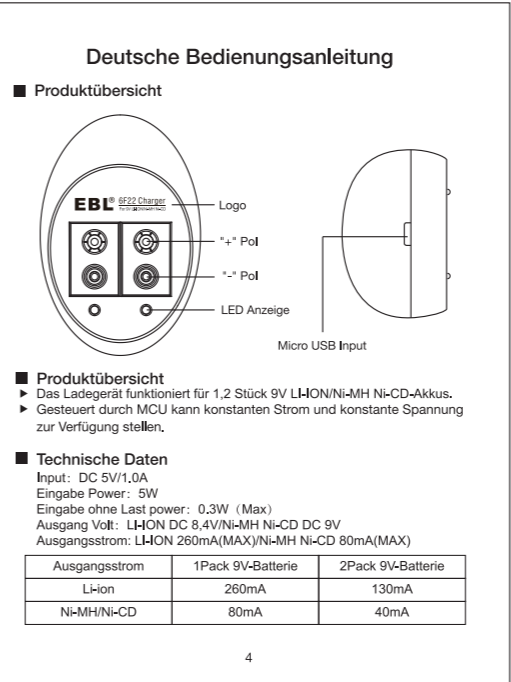 Deutsche Bedienungsanleitung
■ Produktübersicht
EBL® 6F22 Charger
Logo
"+" Pol
"-" Pol
LED Anzeige
Micro USB Input
■ Produktübersicht
► Das Ladegerät funktioniert für 1,2 Stück 9V LI-ION/Ni-MH Ni-CD-Akkus.
► Gesteuert durch MCU kann konstanten Strom und konstante Spannung
zur Verfügung stellen.
■ Technische Daten
Input: DC 5V/1.0A
Eingabe Power: 5W
Eingabe ohne Last power: 0.3W (Max)
Ausgang Volt: LI-ION DC 8,4V/Ni-MH Ni-CD DC 9V
Ausgangsstrom: LI-ION 260mA(MAX)/Ni-MH Ni-CD 80mA(MAX)
Ausgangsstrom 1Pack 9V-Batterie 2Pack 9V-Batterie
Li-ion 260mA 130mA
Ni-MH/Ni-CD 80mA 40mA
4